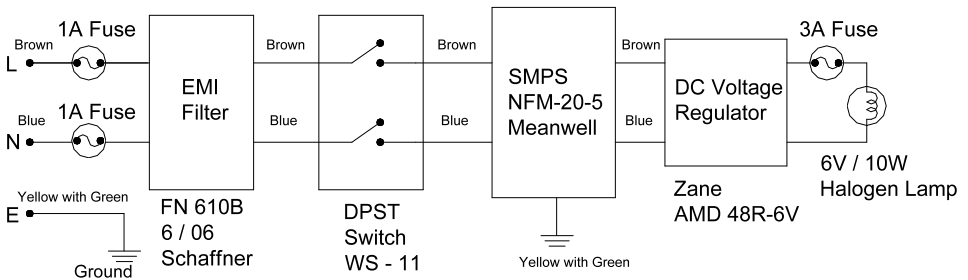 1A Fuse
3A Fuse
Brown
Brown
Brown
Brown
L
EMI
Filter
SMPS
NFM-20-5
Meanwell
DC Voltage
Regulator
1A Fuse
Blue
Blue
Blue
Blue
N
6V / 10W
Halogen Lamp
Yellow with Green
E
Ground
FN 610B
6 / 06
Schaffner
DPST
Switch
WS - 11
Yellow with Green
Zane
AMD 48R-6V